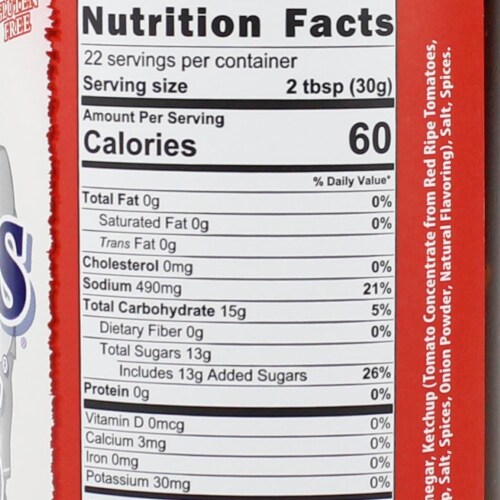 GLUTEN
FREE
Nutrition Facts
22 servings per container
Serving size 2 tbsp (30g)
Amount Per Serving
Calories 60
% Daily Value*
Total Fat 0g 0%
Saturated Fat 0g 0%
Trans Fat 0g
Cholesterol 0mg 0%
Sodium 490mg 21%
Total Carbohydrate 15g 5%
Dietary Fiber 0g 0%
Total Sugars 13g
Includes 13g Added Sugars 26%
Protein 0g 0%
Vitamin D 0mcg 0%
Calcium 3mg 0%
Iron 0mg 0%
Potassium 30mg 0%
negar, Ketchup (Tomato Concentrate from Red Ripe Tomatoes,
p, Salt, Spices, Onion Powder, Natural Flavoring), Salt, Spices.
S
®